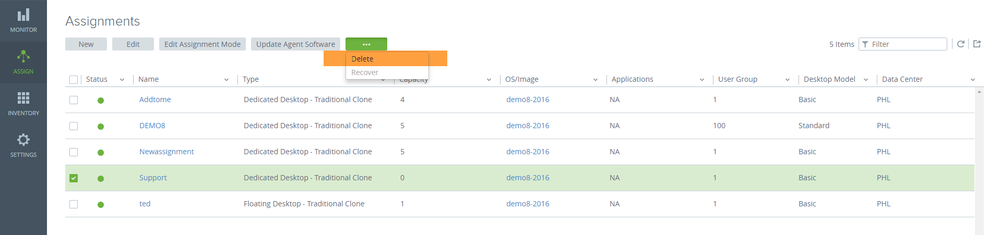 MONITOR
ASSIGN
INVENTORY
SETTINGS
Assignments
New Edit Edit Assignment Mode Update Agent Software ... 5 Items Filter
Delete
Recover
Status Name Type Capacity OS/Image Applications User Group Desktop Model Data Center
Addtome Dedicated Desktop - Traditional Clone 4 demo8-2016 NA 1 Basic PHL
DEMO8 Dedicated Desktop - Traditional Clone 5 demo8-2016 NA 100 Standard PHL
Newassignment Dedicated Desktop - Traditional Clone 5 demo8-2016 NA 1 Basic PHL
Support Dedicated Desktop - Traditional Clone 0 demo8-2016 NA 1 Basic PHL
ted Floating Desktop - Traditional Clone 1 demo8-2016 NA 1 Basic PHL